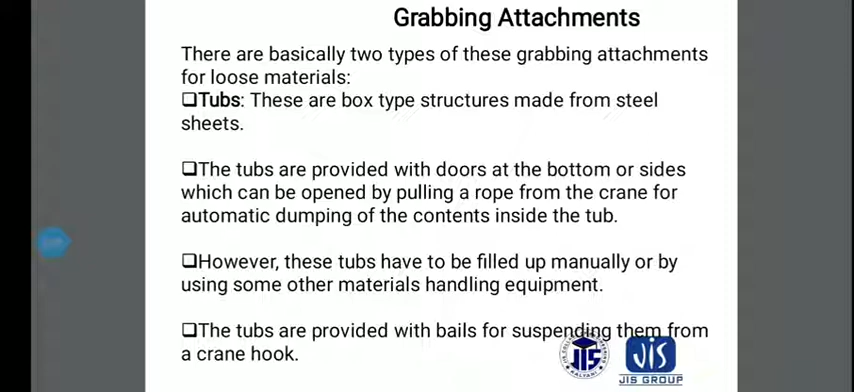 Grabbing Attachments
There are basically two types of these grabbing attachments
for loose materials:
❑Tubs: These are box type structures made from steel
sheets.
❑The tubs are provided with doors at the bottom or sides
which can be opened by pulling a rope from the crane for
automatic dumping of the contents inside the tub.
❑However, these tubs have to be filled up manually or by
using some other materials handling equipment.
❑The tubs are provided with bails for suspending them from
a crane hook.
JIS
KALYANI
JIS
JIS GROUP